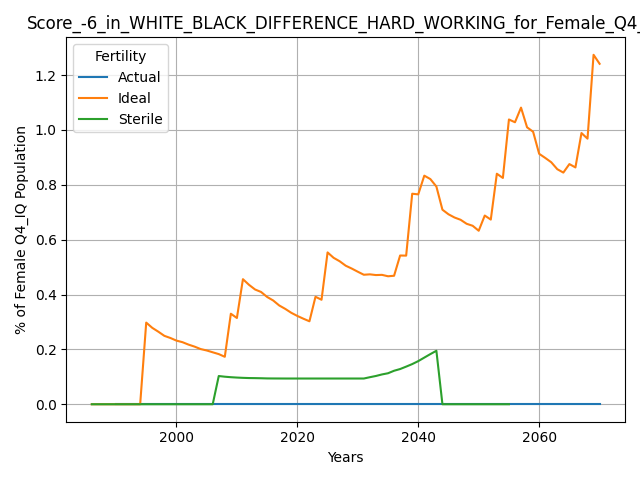 Score_-6_in_WHITE_BLACK_DIFFERENCE_HARD_WORKING_for_Female_Q4_
Fertility
Actual
Ideal
Sterile
% of Female Q4_IQ Population
1.2
1.0
0.8
0.6
0.4
0.2
0.0
2000
2020
2040
2060
Years